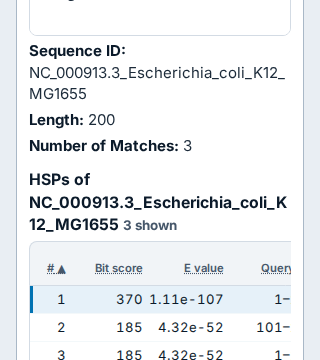 Sequence ID:
NC_000913.3_Escherichia_coli_K12_
MG1655
Length: 200
Number of Matches: 3
HSPs of
NC_000913.3_Escherichia_coli_K
12_MG1655 3 shown
# ▲ Bit score E value Query
1 370 1.11e-107 1–
2 185 4.32e-52 101–
3 185 4.32e-52 1–